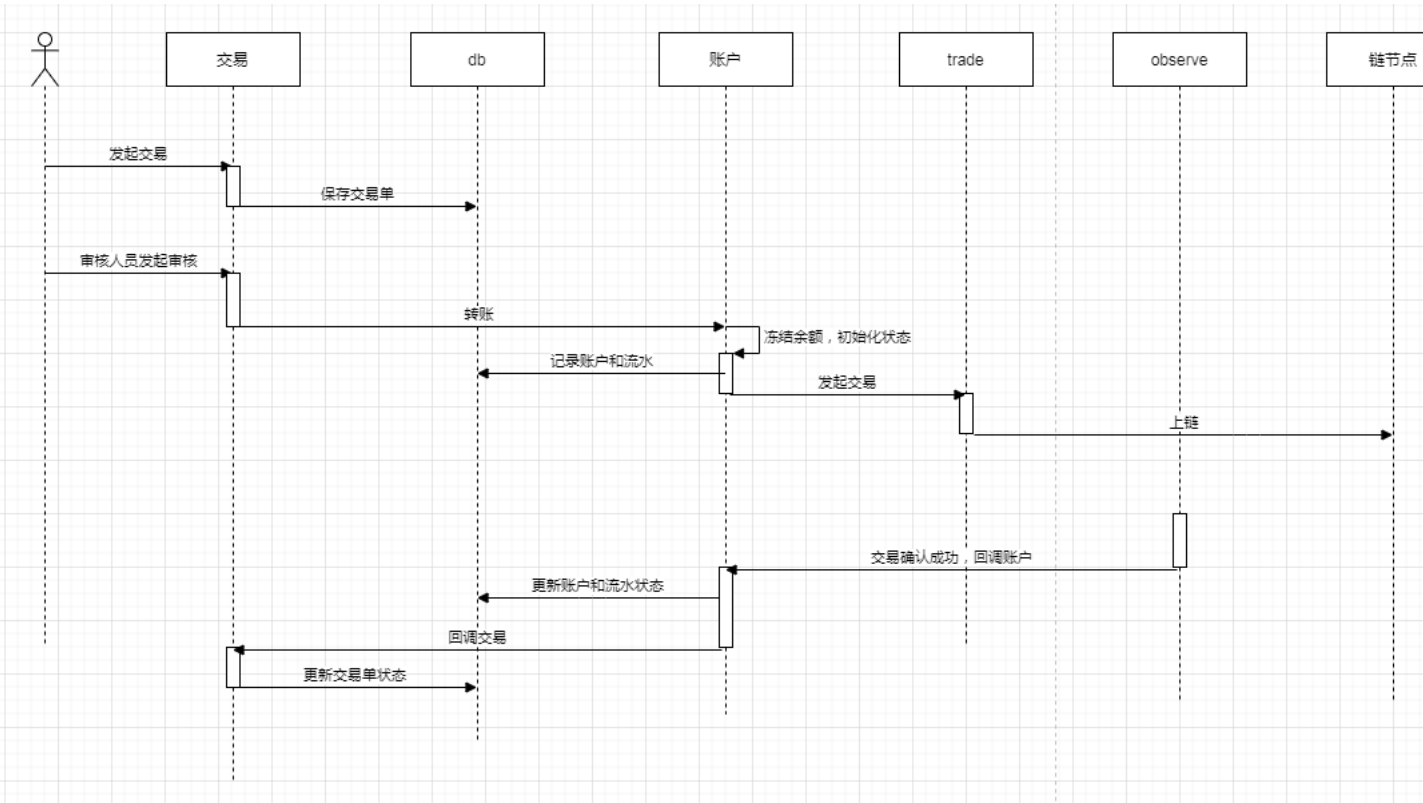 交易
db
账户
trade
observe
链节点
发起交易
保存交易单
审核人员发起审核
转账
冻结余额，初始化状态
记录账户和流水
发起交易
上链
交易确认成功，回调账户
更新账户和流水状态
回调交易
更新交易单状态